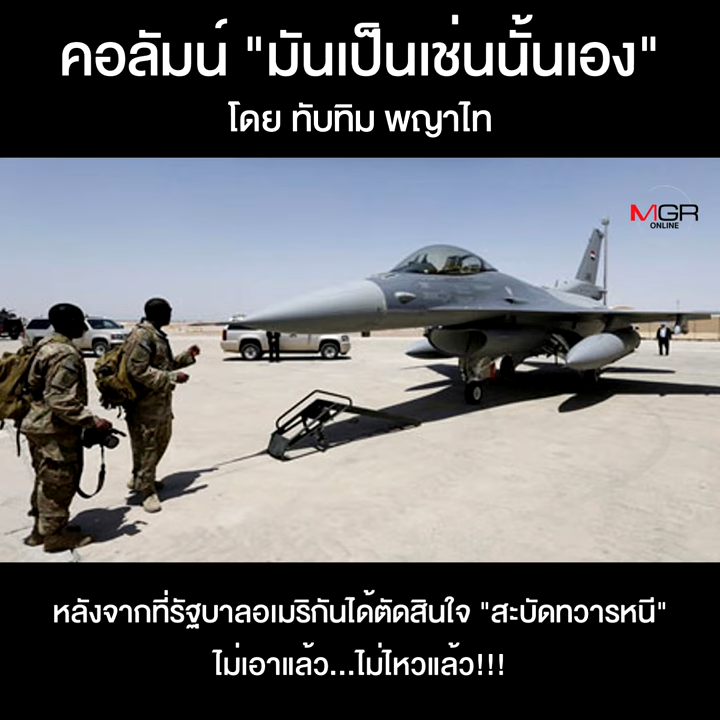 คอลัมน์ "มันเป็นเช่นนั้นเอง"
โดย ทับทิม พญาไท
MGR
ONLINE
หลังจากที่รัฐบาลอเมริกันได้ตัดสินใจ "สะบัดทวารหนี"
ไม่เอาแล้ว...ไม่ไหวแล้ว!!!